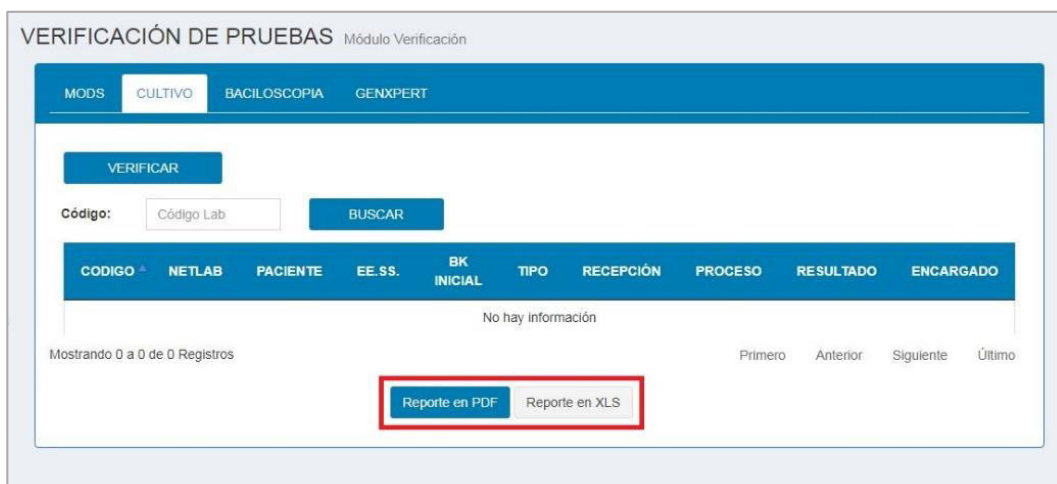 VERIFICACIÓN DE PRUEBAS Módulo Verificación
MODS CULTIVO BACILOSCOPIA GENXPERT
VERIFICAR
Código: Código Lab BUSCAR
CODIGO NETLAB PACIENTE EE.SS. BK INICIAL TIPO RECEPCIÓN PROCESO RESULTADO ENCARGADO
No hay información
Mostrando 0 a 0 de 0 Registros Primero Anterior Siguiente Último
Reporte en PDF Reporte en XLS